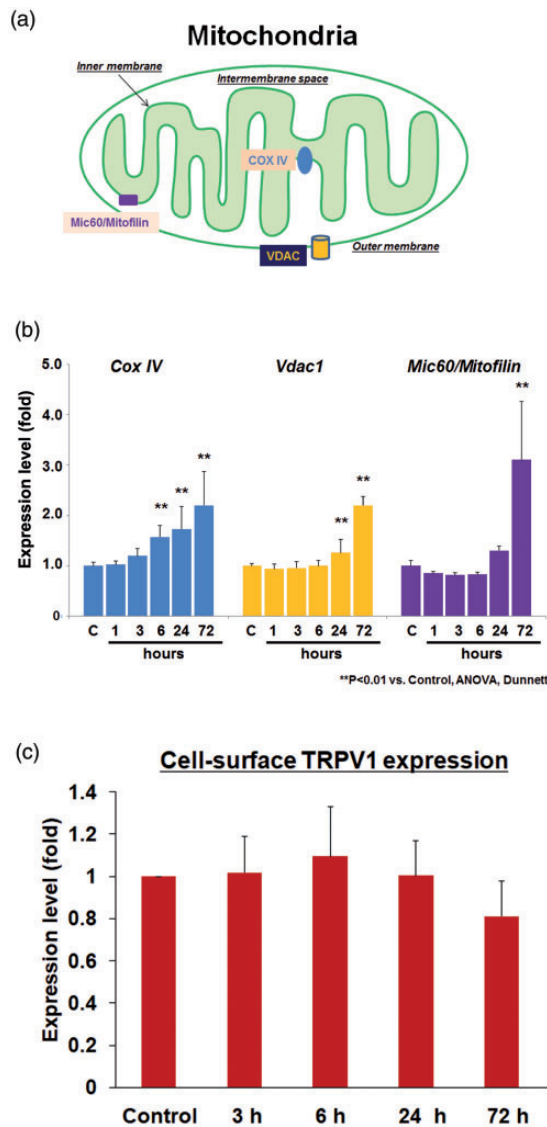 (a)
Mitochondria
Inner membrane
Intermembrane space
COX IV
Mic60/Mitofilin
VDAC
Outer membrane
(b)
Cox IV Vdac1 Mic60/Mitofilin
Expression level (fold)
5.0
4.0
3.0
2.0
1.0
0
** ** **
** **
**
C 1 3 6 24 72 C 1 3 6 24 72 C 1 3 6 24 72
hours hours hours
**P<0.01 vs. Control, ANOVA, Dunnett
(c)
Cell-surface TRPV1 expression
Expression level (fold)
1.4
1.2
1
0.8
0.6
0.4
0.2
0
Control 3 h 6 h 24 h 72 h